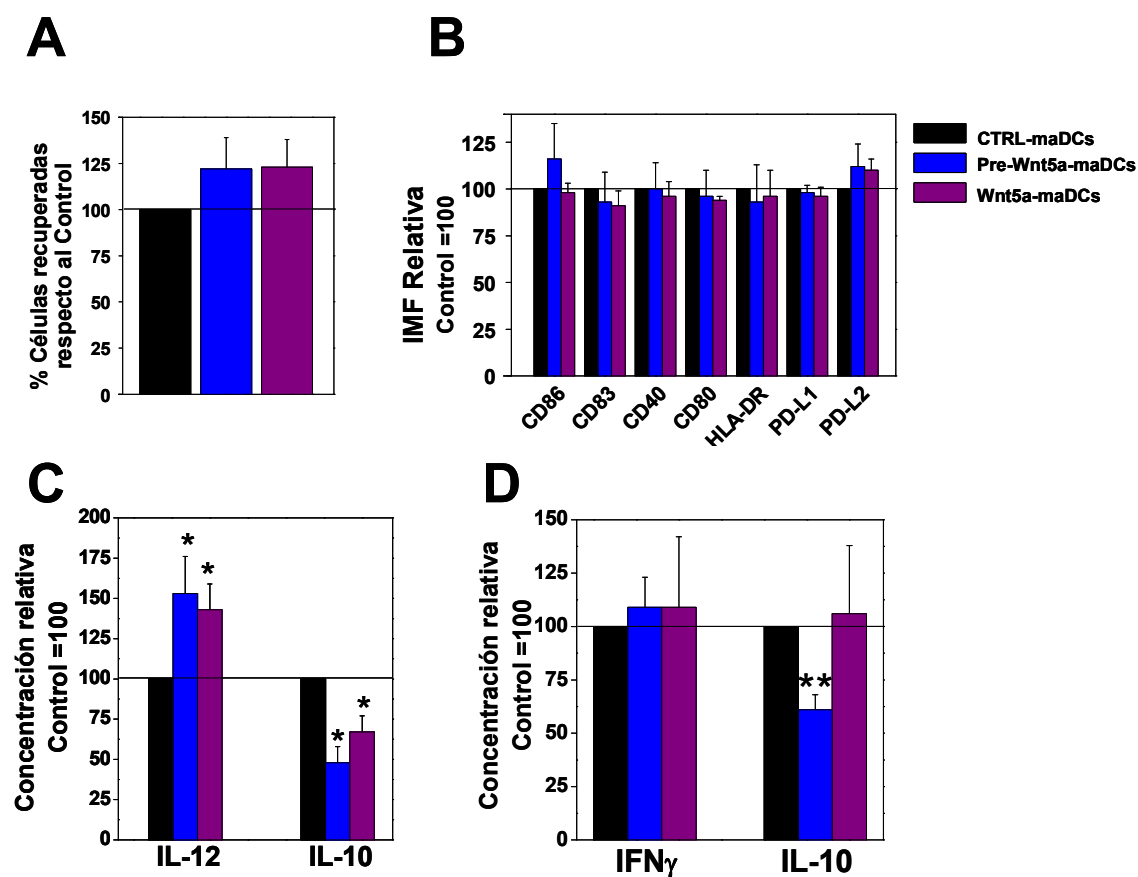 A
B
150
125
100
75
50
25
0
% Células recuperadas
respecto al Control
125
100
75
50
25
0
IMF Relativa
Control =100
CD86
CD83
CD40
CD80
HLA-DR
PD-L1
PD-L2
CTRL-maDCs
Pre-Wnt5a-maDCs
Wnt5a-maDCs
C
D
200
175
150
125
100
75
50
25
0
Concentración relativa
Control =100
*
*
*
*
IL-12
IL-10
150
125
100
75
50
25
0
Concentración relativa
Control =100
**
IFNγ
IL-10